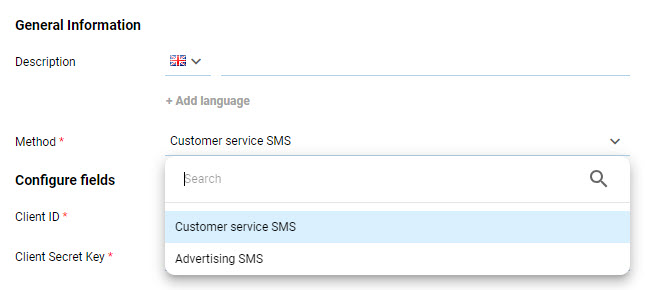 General Information
Description
+ Add language
Method * Customer service SMS
Configure fields
Search
Client ID *
Customer service SMS
Client Secret Key *
Advertising SMS